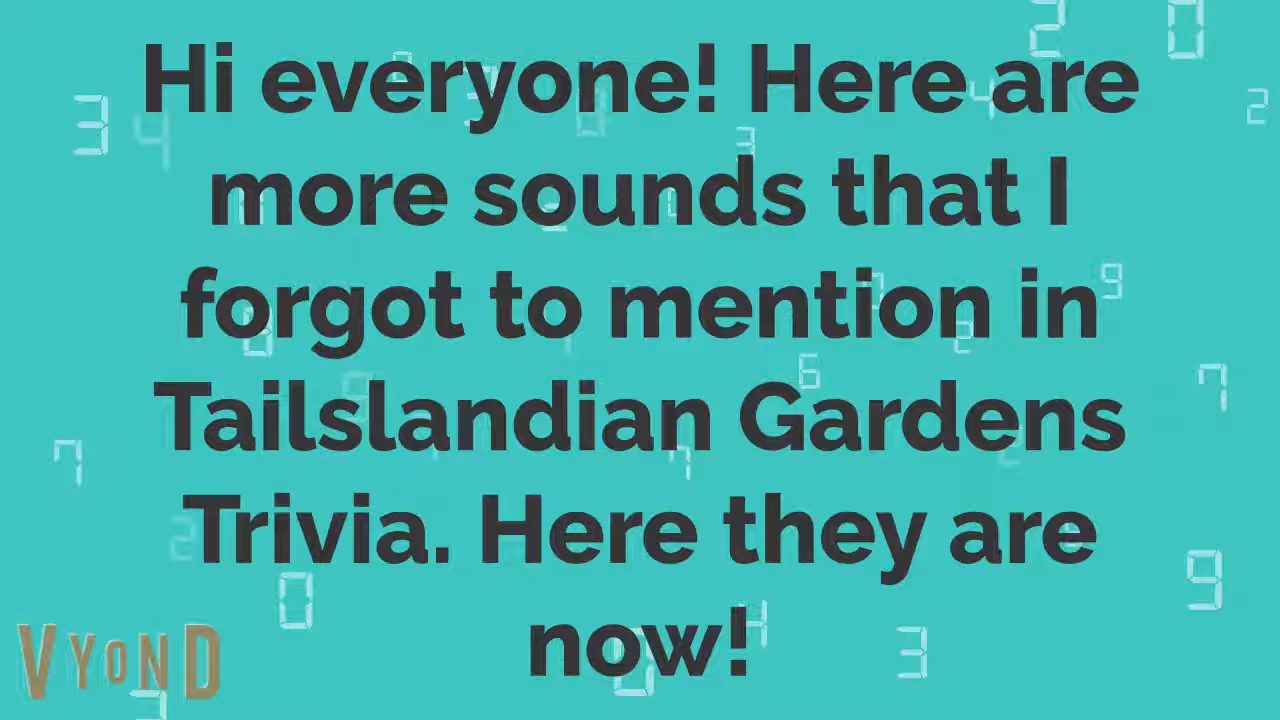 Hi everyone! Here are
more sounds that I
forgot to mention in
Tailslandian Gardens
Trivia. Here they are
now!
VYOND